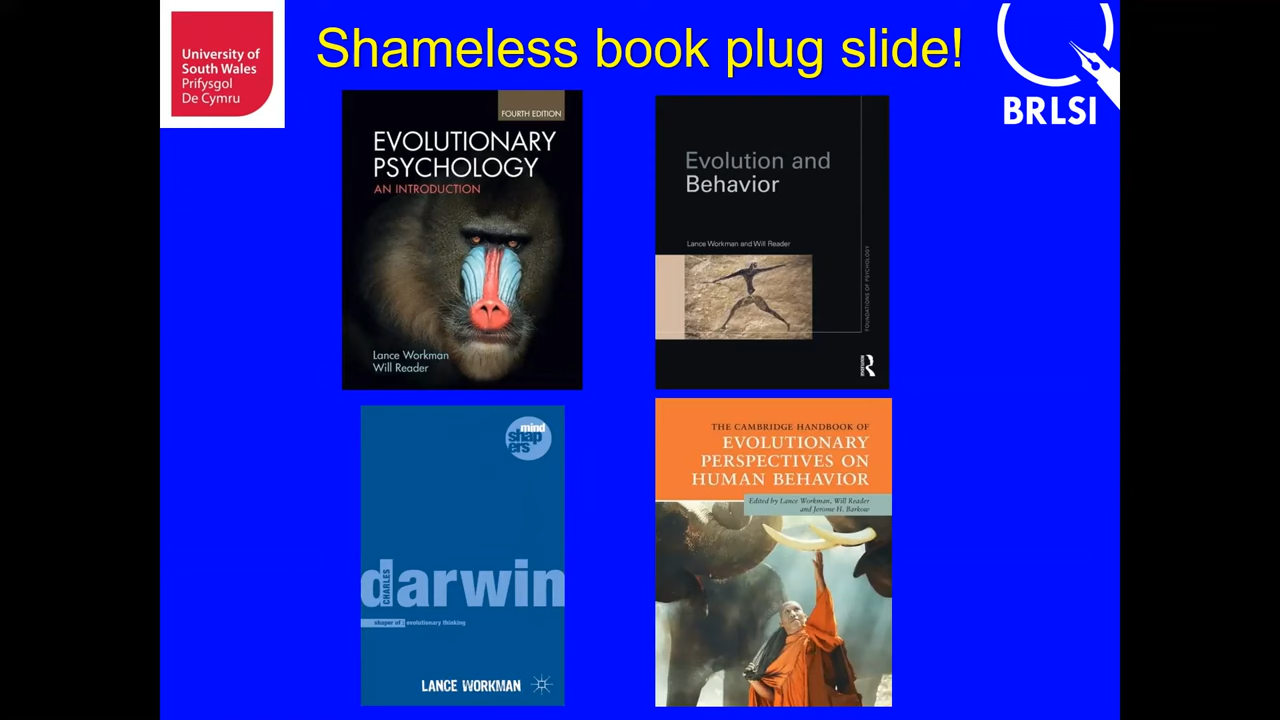 University of
South Wales
Prifysgol
De Cymru
Shameless book plug slide!
BRLSI
FOURTH EDITION
EVOLUTIONARY
PSYCHOLOGY
AN INTRODUCTION
Lance Workman
Will Reader
Evolution and
Behavior
Lance Workman and Will Reader
FOUNDATIONS OF PSYCHOLOGY
R
mind
shap
ers
CHARLES
darwin
shaper of : evolutionary thinking
LANCE WORKMAN
THE CAMBRIDGE HANDBOOK OF
EVOLUTIONARY
PERSPECTIVES ON
HUMAN BEHAVIOR
Edited by Lance Workman, Will Reader
and Jerome H. Barkow